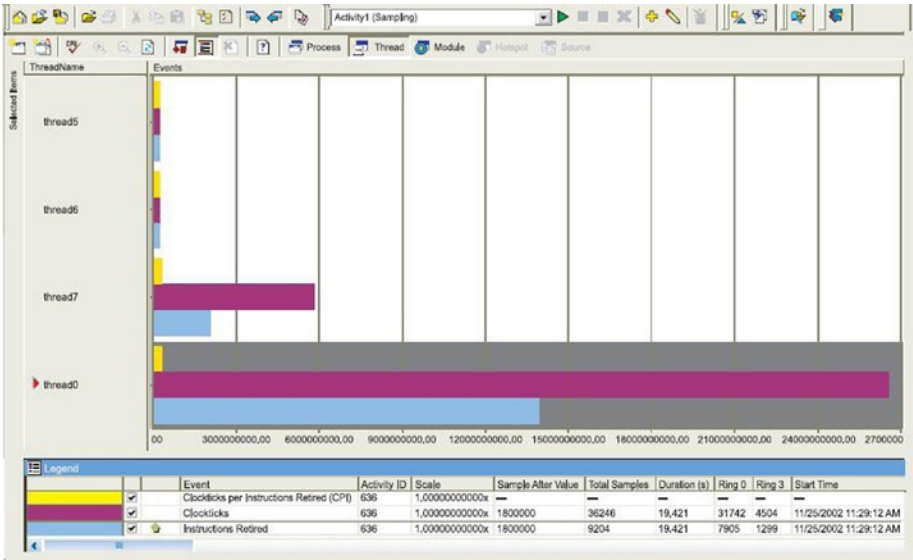 Activity1 (Sampling)
Process Thread Module Hotspot Source
Selected Items
ThreadName Events
thread5
thread6
thread7
thread0
00 3000000000,00 6000000000,00 9000000000,00 12000000000,00 15000000000,00 18000000000,00 21000000000,00 24000000000,00 2700000
Legend
Event Activity ID Scale Sample After Value Total Samples Duration (s) Ring 0 Ring 3 Start Time
Clockticks per Instructions Retired (CPI) 636 1,00000000000x — — — — — —
Clockticks 636 1,00000000000x 1800000 36246 19,421 31742 4504 11/25/2002 11:29:12 AM
Instructions Retired 636 1,00000000000x 1800000 9204 19.421 7905 1299 11/25/2002 11:29:12 AM